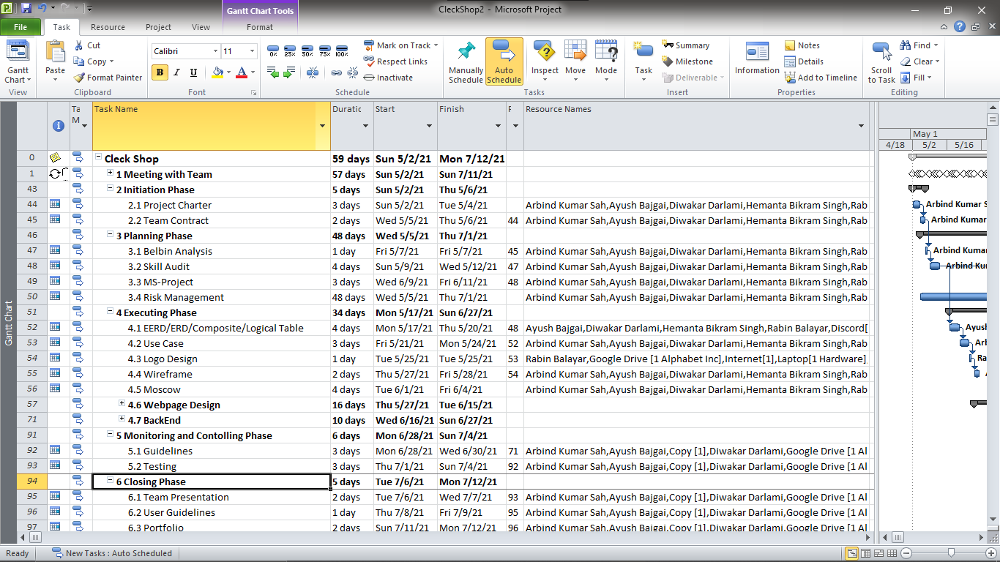 CleckShop2 - Microsoft Project
Gantt Chart Tools
File Task Resource Project View Format
Gantt Chart
Paste
Cut
Copy
Format Painter
Calibri 11
B I U A
0% 25% 50% 75% 100%
Mark on Track
Respect Links
Inactivate
Manually Schedule
Auto Schedule
Inspect
Move
Mode
Task
Summary
Milestone
Deliverable
Information
Notes
Details
Add to Timeline
Scroll to Task
Find
Clear
Fill
View Clipboard Font Schedule Tasks Insert Properties Editing
Ta M Task Name Duratic Start Finish Resource Names
May 1
4/18 5/2 5/16
Gantt Chart
0 Cleck Shop 59 days Sun 5/2/21 Mon 7/12/21
1 1 Meeting with Team 57 days Sun 5/2/21 Sun 7/11/21
43 2 Initiation Phase 5 days Sun 5/2/21 Thu 5/6/21
44 2.1 Project Charter 3 days Sun 5/2/21 Tue 5/4/21 Arbind Kumar Sah,Ayush Bajgai,Diwakar Darlami,Hemanta Bikram Singh,Rab Arbind Kumar S
45 2.2 Team Contract 2 days Wed 5/5/21 Thu 5/6/21 44 Arbind Kumar Sah,Ayush Bajgai,Diwakar Darlami,Hemanta Bikram Singh,Rab Arbind Kumar
46 3 Planning Phase 48 days Wed 5/5/21 Thu 7/1/21
47 3.1 Belbin Analysis 1 day Fri 5/7/21 Fri 5/7/21 45 Arbind Kumar Sah,Ayush Bajgai,Diwakar Darlami,Hemanta Bikram Singh,Rab Arbind Kumar
48 3.2 Skill Audit 4 days Sun 5/9/21 Wed 5/12/21 47 Arbind Kumar Sah,Ayush Bajgai,Diwakar Darlami,Hemanta Bikram Singh,Rab Arbind Ku
49 3.3 MS-Project 3 days Wed 6/9/21 Fri 6/11/21 48 Arbind Kumar Sah,Ayush Bajgai,Diwakar Darlami,Hemanta Bikram Singh,Rab
50 3.4 Risk Management 48 days Wed 5/5/21 Thu 7/1/21 Arbind Kumar Sah,Ayush Bajgai,Diwakar Darlami,Hemanta Bikram Singh,Rab
51 4 Executing Phase 34 days Mon 5/17/21 Sun 6/27/21
52 4.1 EERD/ERD/Composite/Logical Table 4 days Mon 5/17/21 Thu 5/20/21 48 Ayush Bajgai,Diwakar Darlami,Hemanta Bikram Singh,Rabin Balayar,Discord[ Ayush
53 4.2 Use Case 3 days Fri 5/21/21 Mon 5/24/21 52 Arbind Kumar Sah,Ayush Bajgai,Diwakar Darlami,Hemanta Bikram Singh,Rab Arb
54 4.3 Logo Design 1 day Tue 5/25/21 Tue 5/25/21 53 Rabin Balayar,Google Drive [1 Alphabet Inc],Internet[1],Laptop[1 Hardware], Ra
55 4.4 Wireframe 2 days Thu 5/27/21 Fri 5/28/21 54 Arbind Kumar Sah,Ayush Bajgai,Diwakar Darlami,Hemanta Bikram Singh,Rab
56 4.5 Moscow 4 days Tue 6/1/21 Fri 6/4/21 Arbind Kumar Sah,Ayush Bajgai,Diwakar Darlami,Hemanta Bikram Singh,Rab
57 4.6 Webpage Design 16 days Thu 5/27/21 Tue 6/15/21
71 4.7 BackEnd 10 days Wed 6/16/21 Sun 6/27/21
91 5 Monitoring and Contolling Phase 6 days Mon 6/28/21 Sun 7/4/21
92 5.1 Guidelines 3 days Mon 6/28/21 Wed 6/30/21 71 Arbind Kumar Sah,Ayush Bajgai,Copy [1],Diwakar Darlami,Google Drive [1 Al
93 5.2 Testing 3 days Thu 7/1/21 Sun 7/4/21 92 Arbind Kumar Sah,Ayush Bajgai,Copy [1],Diwakar Darlami,Google Drive [1 Al
94 6 Closing Phase 5 days Tue 7/6/21 Mon 7/12/21
95 6.1 Team Presentation 2 days Tue 7/6/21 Wed 7/7/21 93 Arbind Kumar Sah,Ayush Bajgai,Copy [1],Diwakar Darlami,Google Drive [1 Al
96 6.2 User Guidelines 1 day Thu 7/8/21 Fri 7/9/21 95 Arbind Kumar Sah,Ayush Bajgai,Copy [1],Diwakar Darlami,Google Drive [1 Al
97 6.3 Portfolio 2 days Sun 7/11/21 Mon 7/12/21 96 Arbind Kumar Sah,Ayush Bajgai,Copy [1],Diwakar Darlami,Google Drive [1 Al
Ready New Tasks : Auto Scheduled